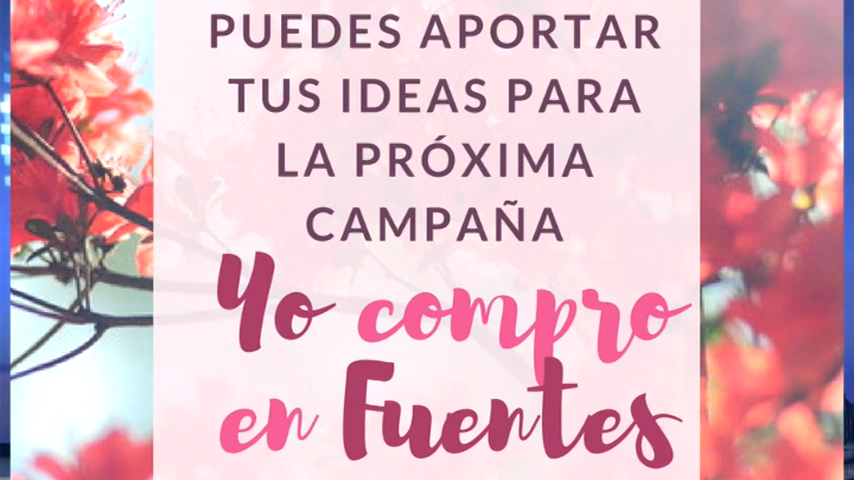 PUEDES APORTAR
TUS IDEAS PARA
LA PRÓXIMA
CAMPAÑA
Yo compro
en Fuentes